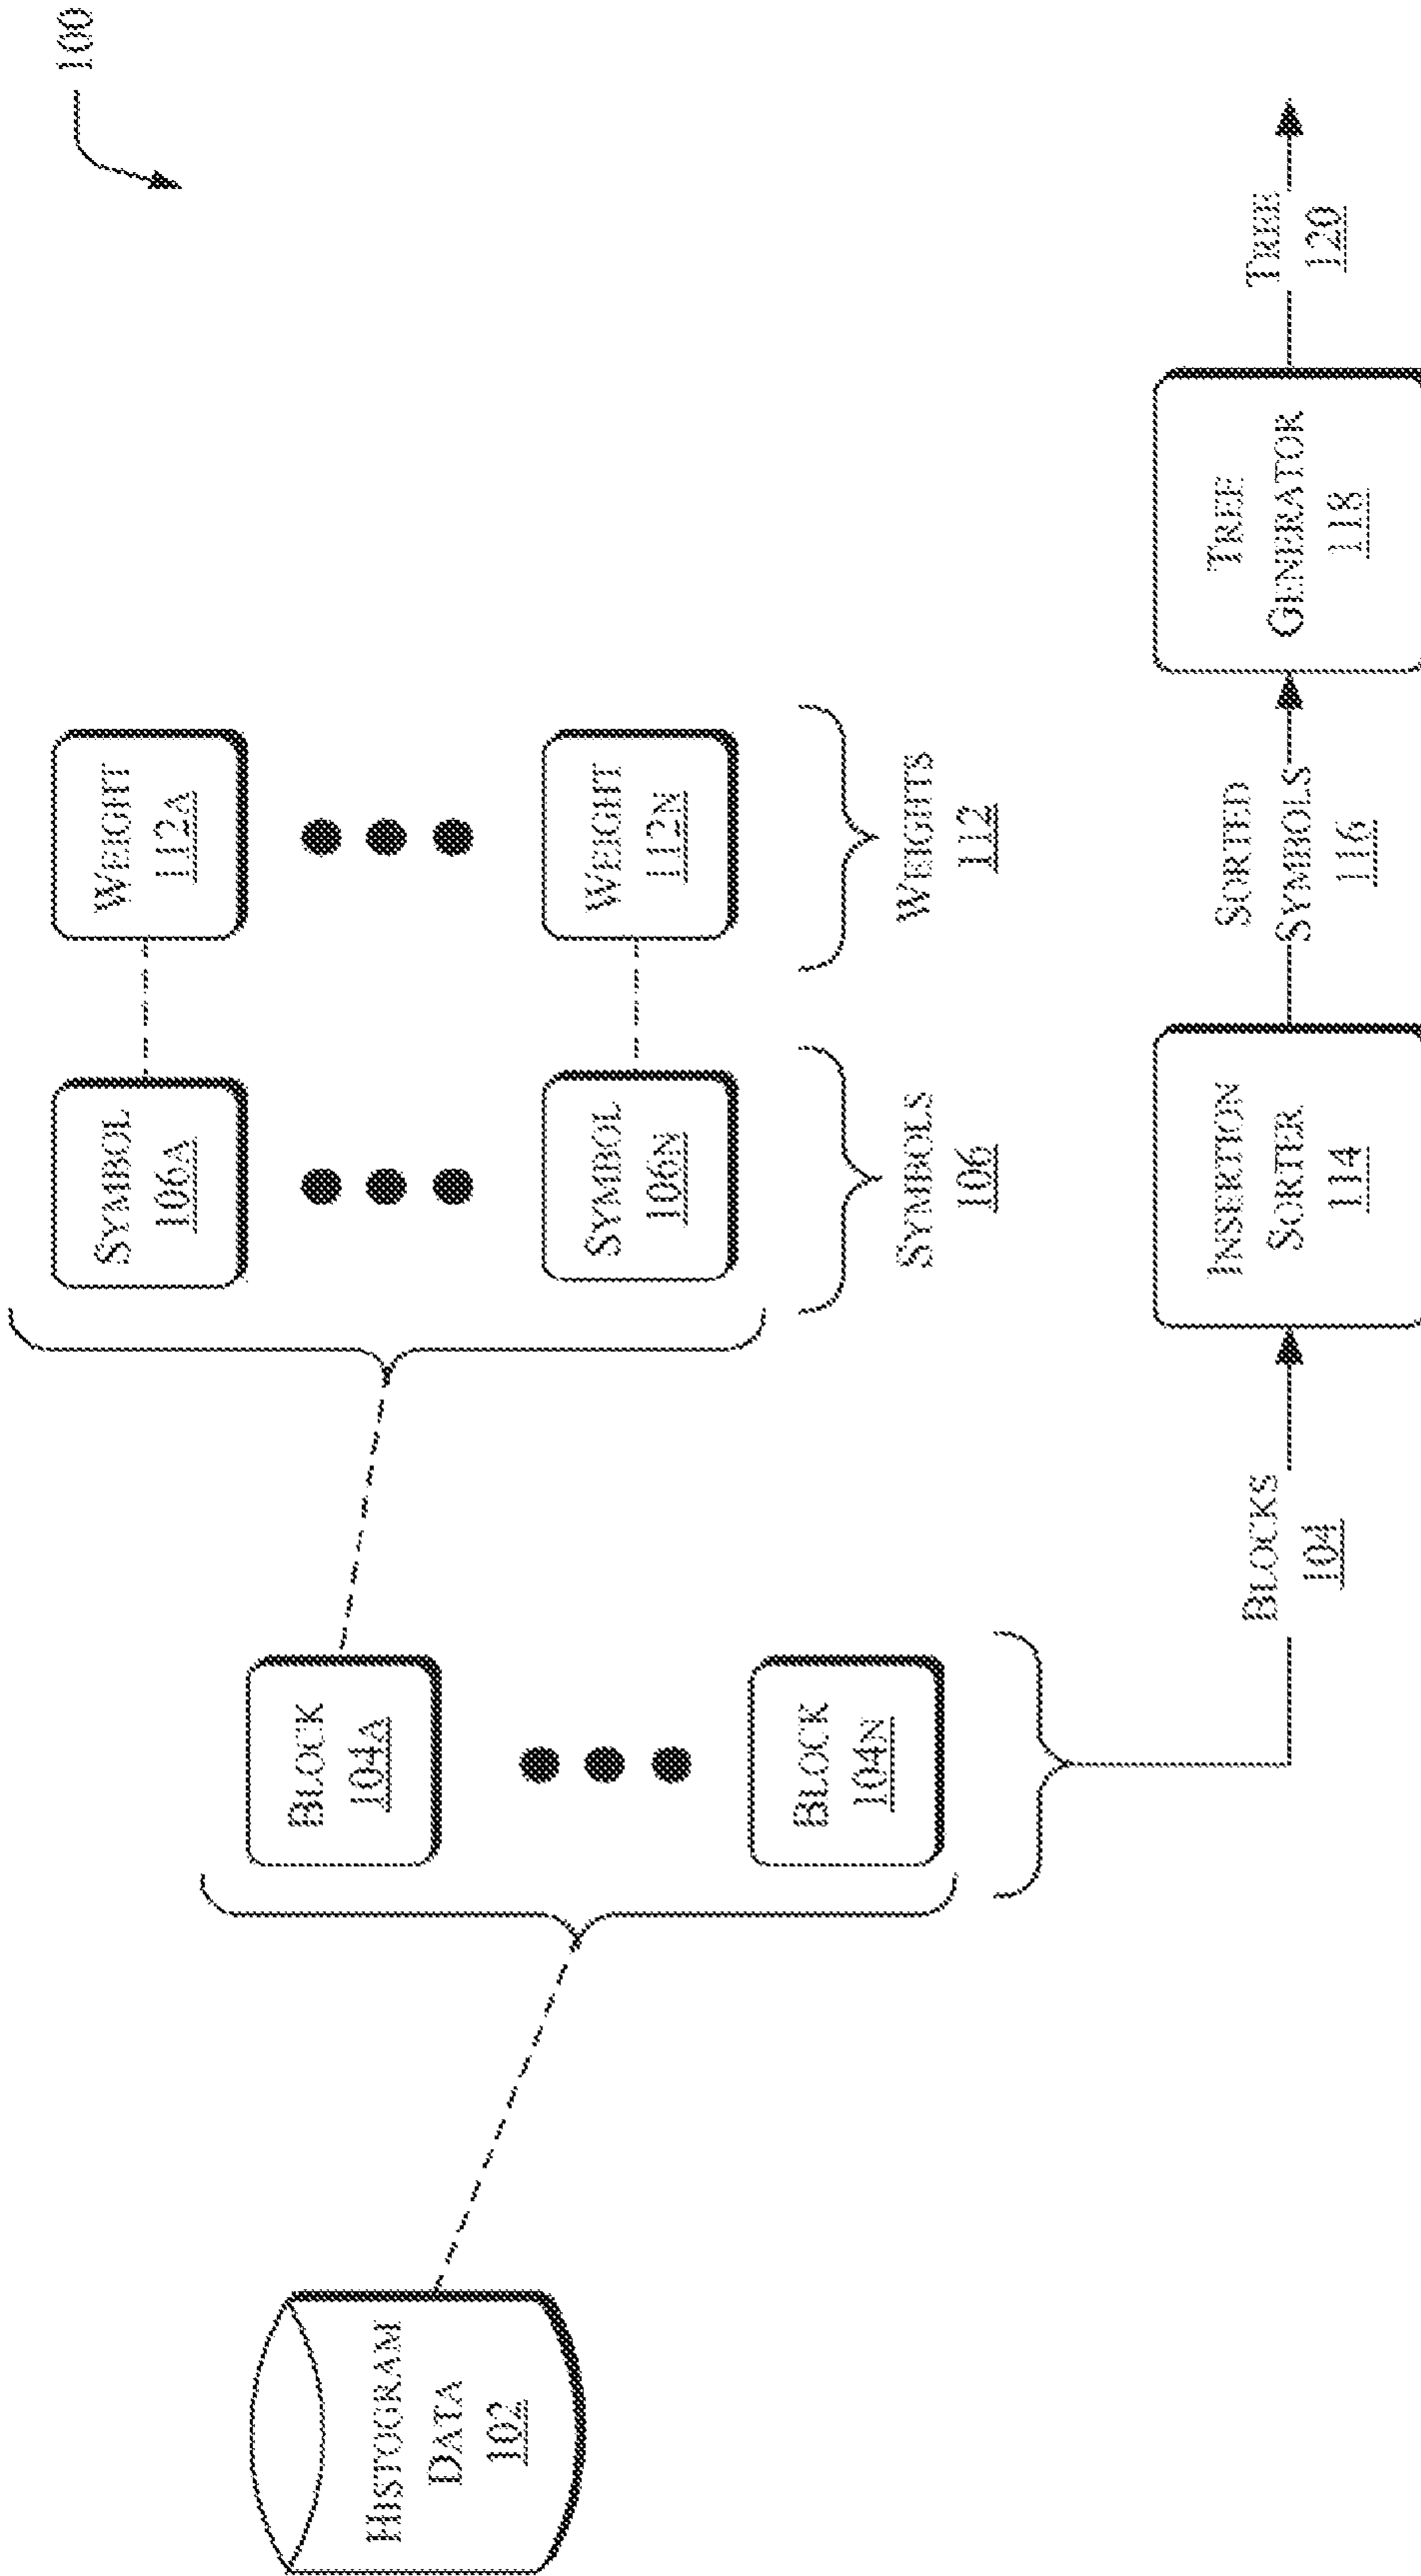 100
HISTOGRAM
DATA
102
BLOCK
104A
BLOCK
104N
SYMBOL
106A
SYMBOL
106N
WEIGHT
112A
WEIGHT
112N
SYMBOLS
106
WEIGHTS
112
BLOCKS
104
INSERTION
SORTER
114
SORTED
SYMBOLS
116
TREE
GENERATOR
118
TREE
120